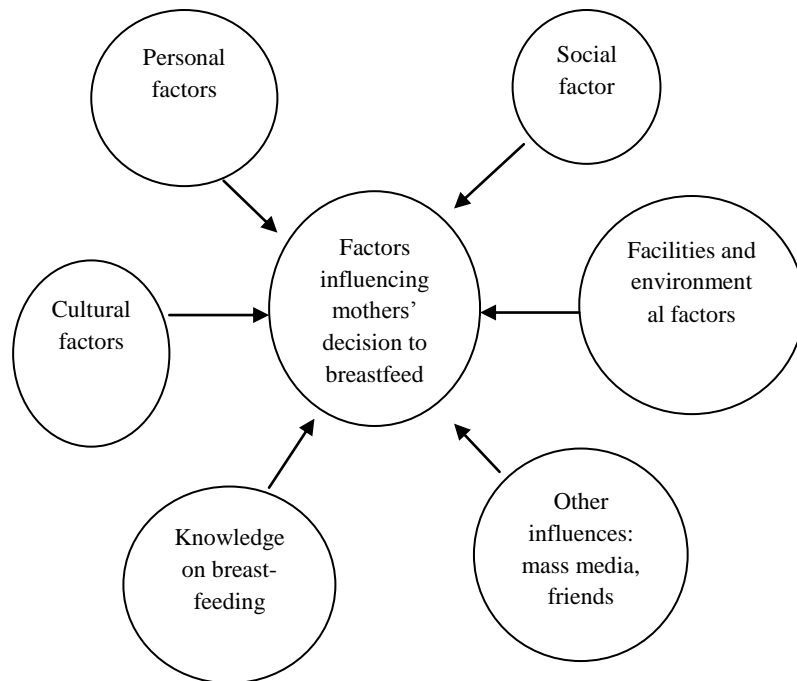 Personal
factors
Social
factor
Factors
influencing
mothers’
decision to
breastfeed
Facilities and
environment
al factors
Cultural
factors
Knowledge
on breast-
feeding
Other
influences:
mass media,
friends